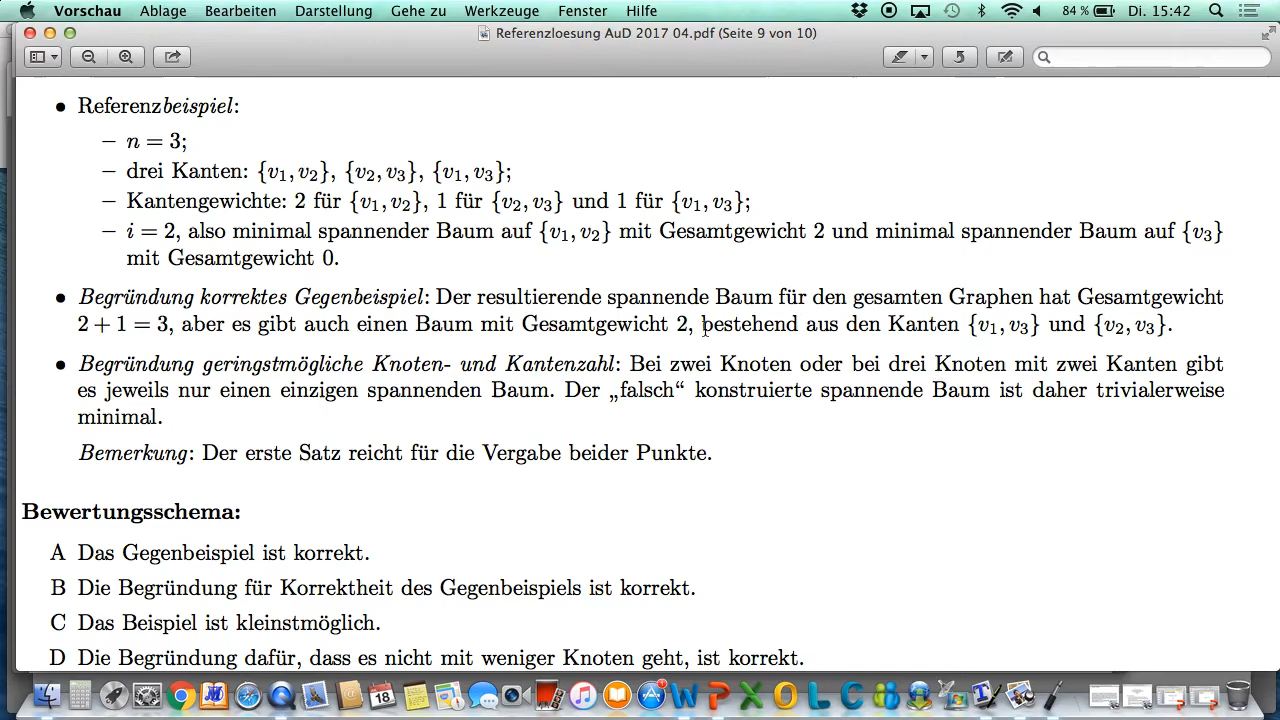 Vorschau Ablage Bearbeiten Darstellung Gehe zu Werkzeuge Fenster Hilfe 84 % Di. 15:42
Referenzloesung AuD 2017 04.pdf (Seite 9 von 10)
• Referenzbeispiel:
– n = 3;
– drei Kanten: {v₁, v₂}, {v₂, v₃}, {v₁, v₃};
– Kantengewichte: 2 für {v₁, v₂}, 1 für {v₂, v₃} und 1 für {v₁, v₃};
– i = 2, also minimal spannender Baum auf {v₁, v₂} mit Gesamtgewicht 2 und minimal spannender Baum auf {v₃}
mit Gesamtgewicht 0.
• Begründung korrektes Gegenbeispiel: Der resultierende spannende Baum für den gesamten Graphen hat Gesamtgewicht
2 + 1 = 3, aber es gibt auch einen Baum mit Gesamtgewicht 2, bestehend aus den Kanten {v₁, v₃} und {v₂, v₃}.
• Begründung geringstmögliche Knoten- und Kantenzahl: Bei zwei Knoten oder bei drei Knoten mit zwei Kanten gibt
es jeweils nur einen einzigen spannenden Baum. Der „falsch“ konstruierte spannende Baum ist daher trivialerweise
minimal.
Bemerkung: Der erste Satz reicht für die Vergabe beider Punkte.
Bewertungsschema:
A Das Gegenbeispiel ist korrekt.
B Die Begründung für Korrektheit des Gegenbeispiels ist korrekt.
C Das Beispiel ist kleinstmöglich.
D Die Begründung dafür, dass es nicht mit weniger Knoten geht, ist korrekt.